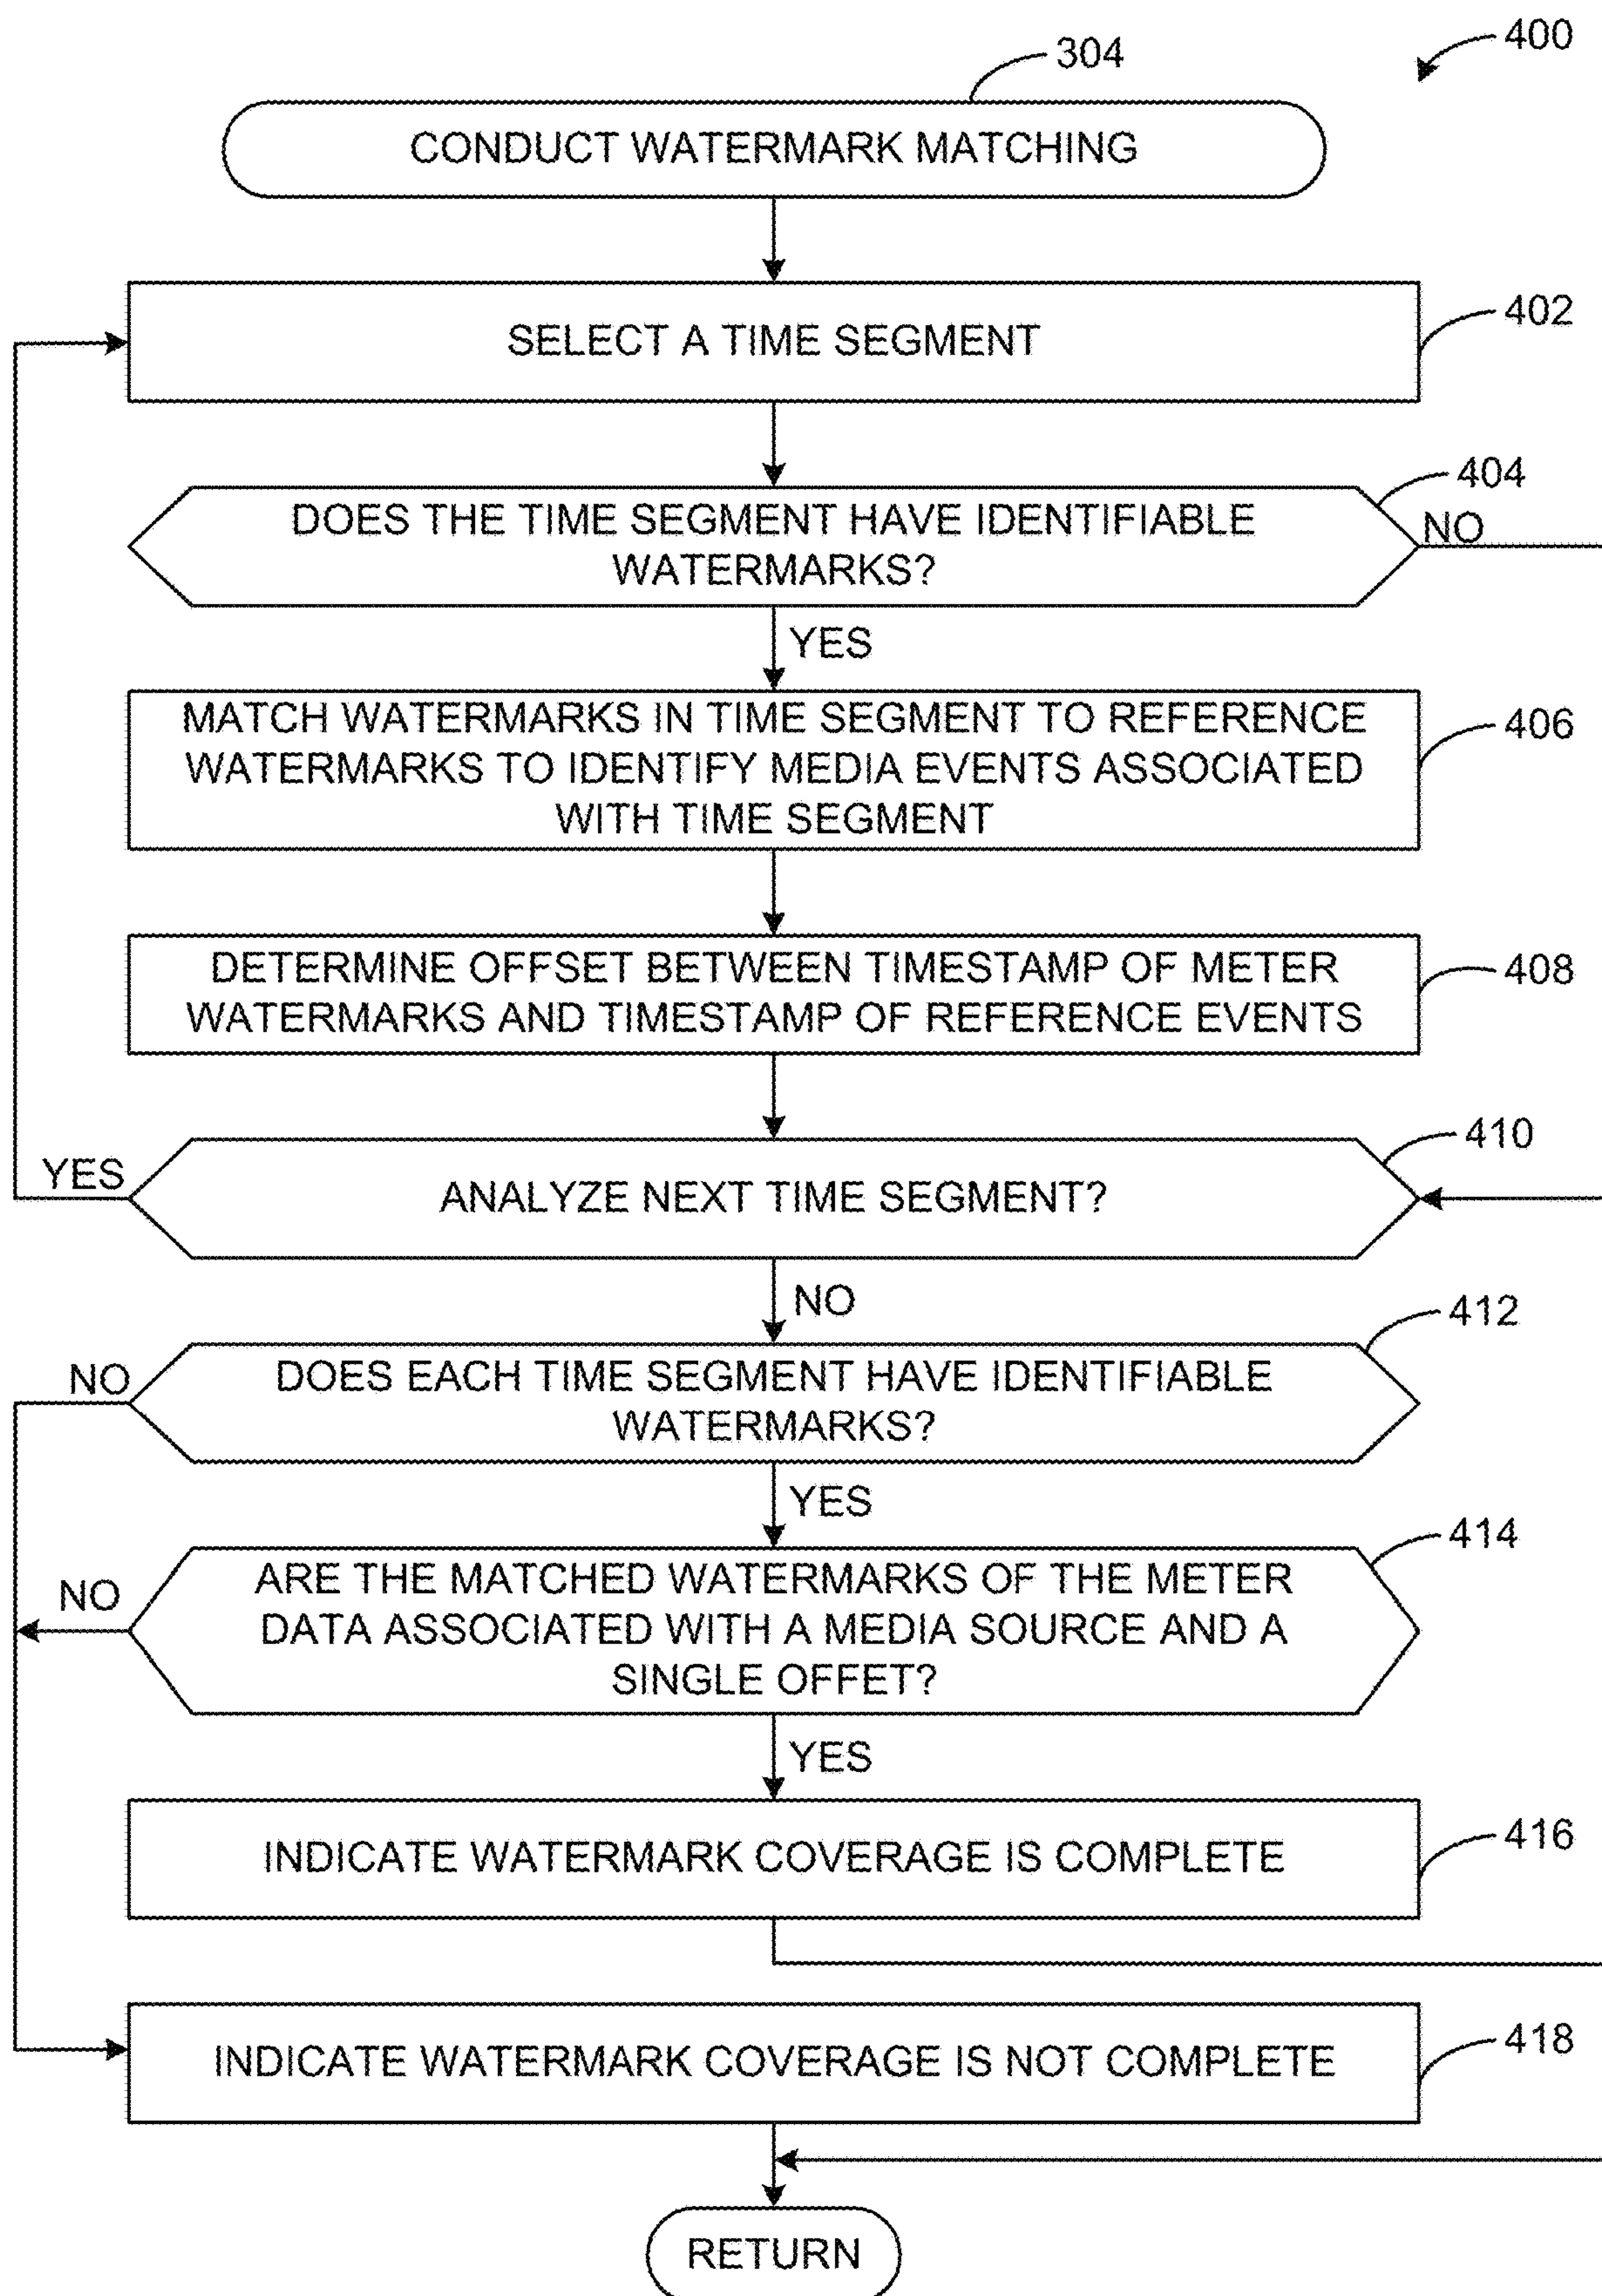 400
304
CONDUCT WATERMARK MATCHING
SELECT A TIME SEGMENT
402
404
DOES THE TIME SEGMENT HAVE IDENTIFIABLE
WATERMARKS?
NO
YES
MATCH WATERMARKS IN TIME SEGMENT TO REFERENCE
WATERMARKS TO IDENTIFY MEDIA EVENTS ASSOCIATED
WITH TIME SEGMENT
406
DETERMINE OFFSET BETWEEN TIMESTAMP OF METER
WATERMARKS AND TIMESTAMP OF REFERENCE EVENTS
408
410
YES
ANALYZE NEXT TIME SEGMENT?
NO
412
NO
DOES EACH TIME SEGMENT HAVE IDENTIFIABLE
WATERMARKS?
YES
414
NO
ARE THE MATCHED WATERMARKS OF THE METER
DATA ASSOCIATED WITH A MEDIA SOURCE AND A
SINGLE OFFET?
YES
INDICATE WATERMARK COVERAGE IS COMPLETE
416
INDICATE WATERMARK COVERAGE IS NOT COMPLETE
418
RETURN